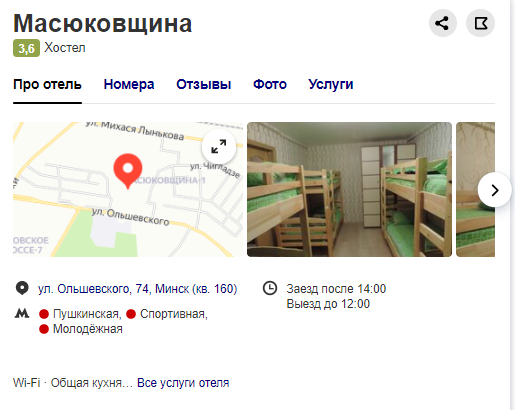 Масюковщина
3,6 Хостел
Про отель Номера Отзывы Фото Услуги
ул. Михася Лынькова
ул. Чигладзе
МАСЮКОВЩИНА-1
ул. Ольшевского
ОССЕ-7
ул. Ольшевского, 74, Минск (кв. 160)
Заезд после 14:00
Выезд до 12:00
Пушкинская, Спортивная,
Молодёжная
Wi-Fi · Общая кухня… Все услуги отеля